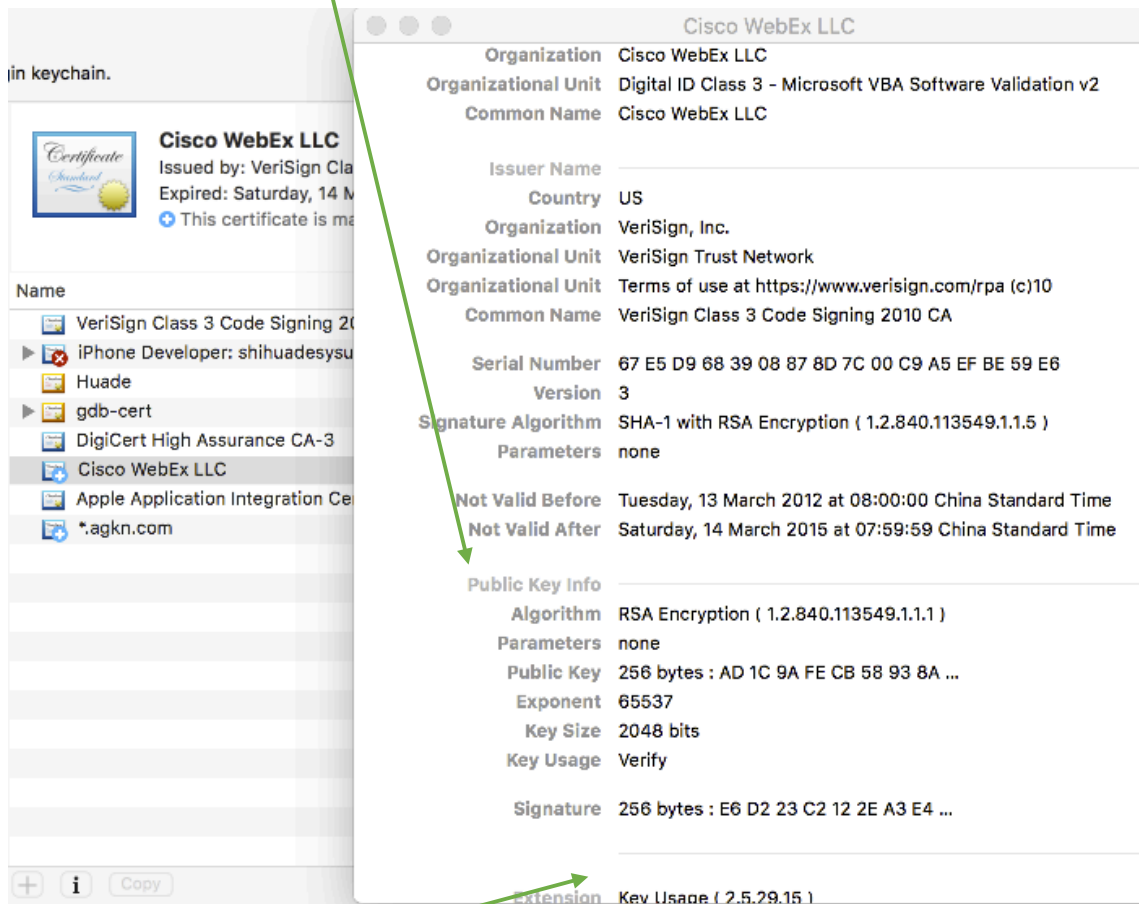 in keychain.
Certificate
Standard
Cisco WebEx LLC
Issued by: VeriSign Cla
Expired: Saturday, 14 M
This certificate is ma
Name
VeriSign Class 3 Code Signing 20
iPhone Developer: shihuadesysu
Huade
gdb-cert
DigiCert High Assurance CA-3
Cisco WebEx LLC
Apple Application Integration Cer
*.agkn.com
Copy
Cisco WebEx LLC
Organization Cisco WebEx LLC
Organizational Unit Digital ID Class 3 - Microsoft VBA Software Validation v2
Common Name Cisco WebEx LLC
Issuer Name
Country US
Organization VeriSign, Inc.
Organizational Unit VeriSign Trust Network
Organizational Unit Terms of use at https://www.verisign.com/rpa (c)10
Common Name VeriSign Class 3 Code Signing 2010 CA
Serial Number 67 E5 D9 68 39 08 87 8D 7C 00 C9 A5 EF BE 59 E6
Version 3
Signature Algorithm SHA-1 with RSA Encryption ( 1.2.840.113549.1.1.5 )
Parameters none
Not Valid Before Tuesday, 13 March 2012 at 08:00:00 China Standard Time
Not Valid After Saturday, 14 March 2015 at 07:59:59 China Standard Time
Public Key Info
Algorithm RSA Encryption ( 1.2.840.113549.1.1.1 )
Parameters none
Public Key 256 bytes : AD 1C 9A FE CB 58 93 8A ...
Exponent 65537
Key Size 2048 bits
Key Usage Verify
Signature 256 bytes : E6 D2 23 C2 12 2E A3 E4 ...
Extension Key Usage ( 2.5.29.15 )